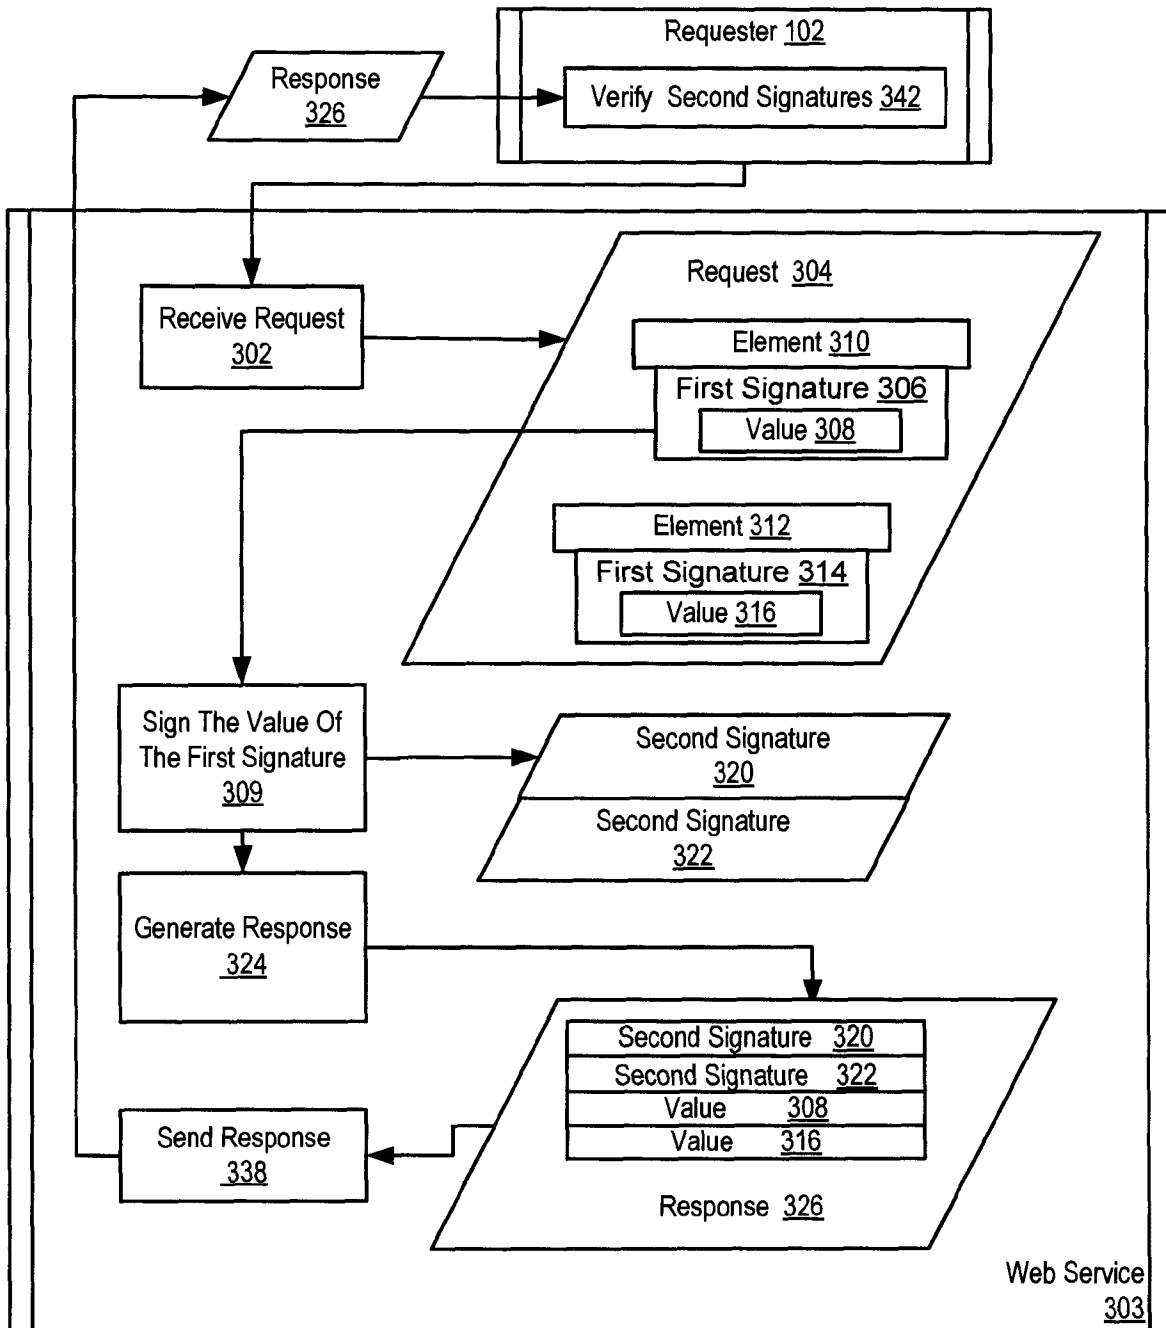 Requester 102
Response
326
Verify Second Signatures 342
Request 304
Receive Request
302
Element 310
First Signature 306
Value 308
Element 312
First Signature 314
Value 316
Sign The Value Of
The First Signature
309
Second Signature
320
Second Signature
322
Generate Response
324
Second Signature 320
Second Signature 322
Value 308
Value 316
Send Response
338
Response 326
Web Service
303